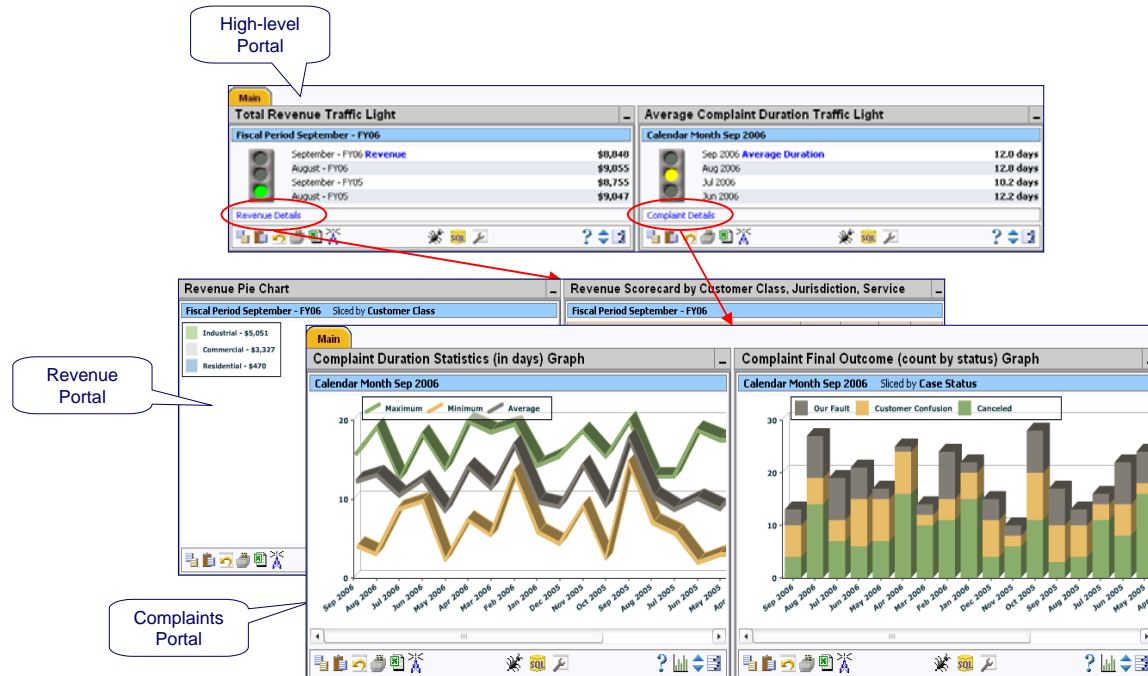 High-level
Portal
Main
Total Revenue Traffic Light
Fiscal Period September - FY06
September - FY06 Revenue $8,848
August - FY06 $9,055
September - FY05 $8,755
August - FY05 $9,047
Revenue Details
SQL
?
Average Complaint Duration Traffic Light
Calendar Month Sep 2006
Sep 2006 Average Duration 12.0 days
Aug 2006 12.8 days
Jul 2006 10.2 days
Jun 2006 12.2 days
Complaint Details
SQL
?
Revenue Pie Chart
Fiscal Period September - FY06 Sliced by Customer Class
Industrial - $5,051
Commercial - $3,327
Residential - $470
Revenue Scorecard by Customer Class, Jurisdiction, Service
Fiscal Period September - FY06
Revenue
Portal
Complaints
Portal
Main
Complaint Duration Statistics (in days) Graph
Calendar Month Sep 2006
Maximum Minimum Average
20
10
0
Sep 2006 Aug 2006 Jul 2006 Jun 2006 May 2006 Apr 2006 Mar 2006 Feb 2006 Jan 2006 Dec 2005 Nov 2005 Oct 2005 Sep 2005 Aug 2005 Jul 2005 Jun 2005 May 2005 Apr
SQL
?
Complaint Final Outcome (count by status) Graph
Calendar Month Sep 2006 Sliced by Case Status
Our Fault Customer Confusion Canceled
30
20
10
0
Sep 2006 Aug 2006 Jul 2006 Jun 2006 May 2006 Apr 2006 Mar 2006 Feb 2006 Jan 2006 Dec 2005 Nov 2005 Oct 2005 Sep 2005 Aug 2005 Jul 2005 Jun 2005 May 2005 Apr
SQL
?